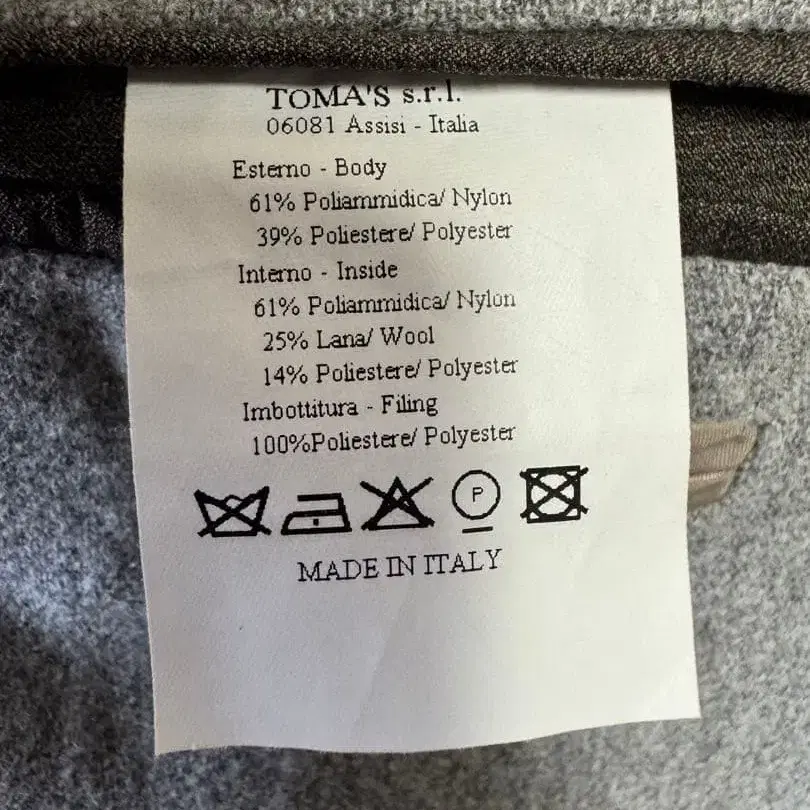 TOMA'S s.r.l.
06081 Assisi - Italia
Esterno - Body
61% Poliammidica/ Nylon
39% Poliestere/ Polyester
Interno - Inside
61% Poliammidica/ Nylon
25% Lana/ Wool
14% Poliestere/ Polyester
Imbottitura - Filing
100%Poliestere/ Polyester
P
MADE IN ITALY